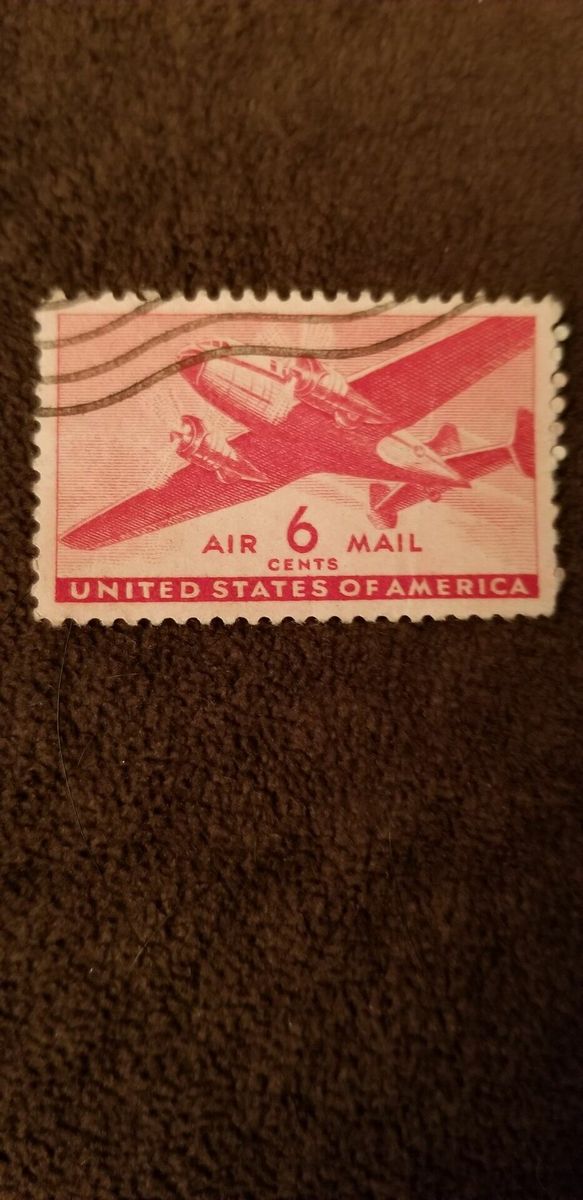 AIR 6 MAIL
CENTS
UNITED STATES OF AMERICA